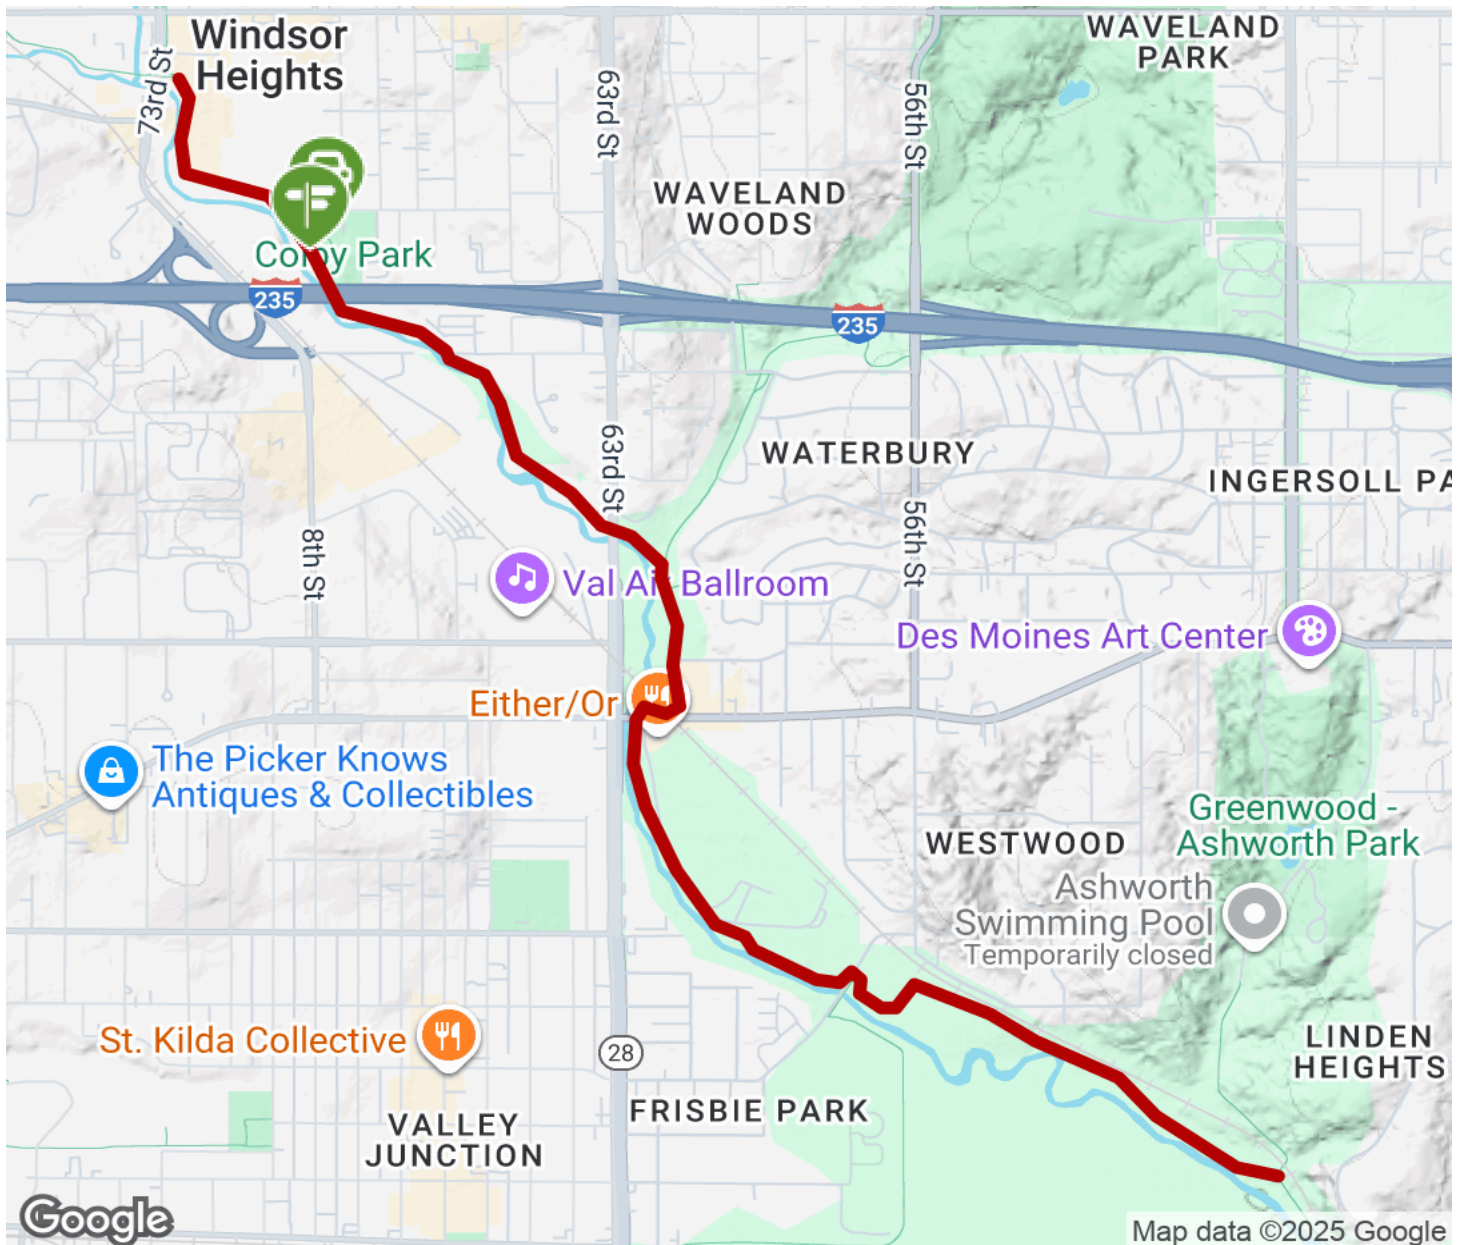 Windsor
Heights
WAVELAND
PARK
73rd St
63rd St
56th St
WAVELAND
WOODS
Colby Park
235
235
63rd St
WATERBURY
INGERSOLL PA
8th St
56th St
Val Air Ballroom
Des Moines Art Center
Either/Or
The Picker Knows
Antiques & Collectibles
Greenwood -
Ashworth Park
WESTWOOD
Ashworth
Swimming Pool
Temporarily closed
St. Kilda Collective
28
LINDEN
HEIGHTS
FRISBIE PARK
VALLEY
JUNCTION
Google
Map data ©2025 Google